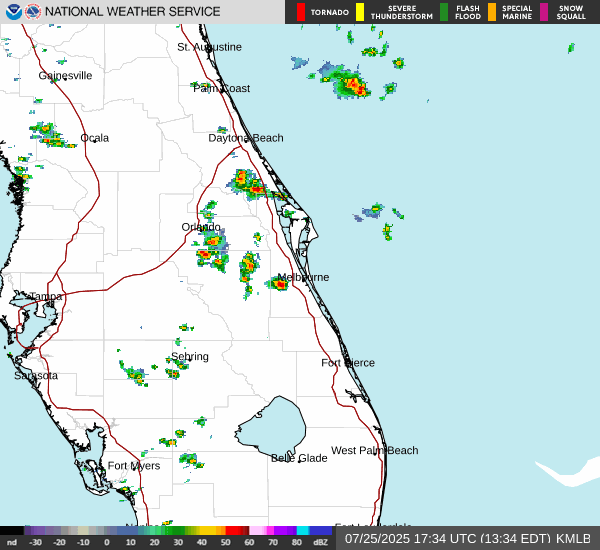 NATIONAL WEATHER SERVICE
TORNADO
SEVERE THUNDERSTORM
FLASH FLOOD
SPECIAL MARINE
SNOW SQUALL
St. Augustine
Gainesville
Palm Coast
Ocala
Daytona Beach
Orlando
Melbourne
Tampa
Sebring
Sarasota
Fort Pierce
West Palm Beach
Belle Glade
Fort Myers
nd -30 -20 -10 0 10 20 30 40 50 60 70 80 dBZ
07/25/2025 17:34 UTC (13:34 EDT) KMLB